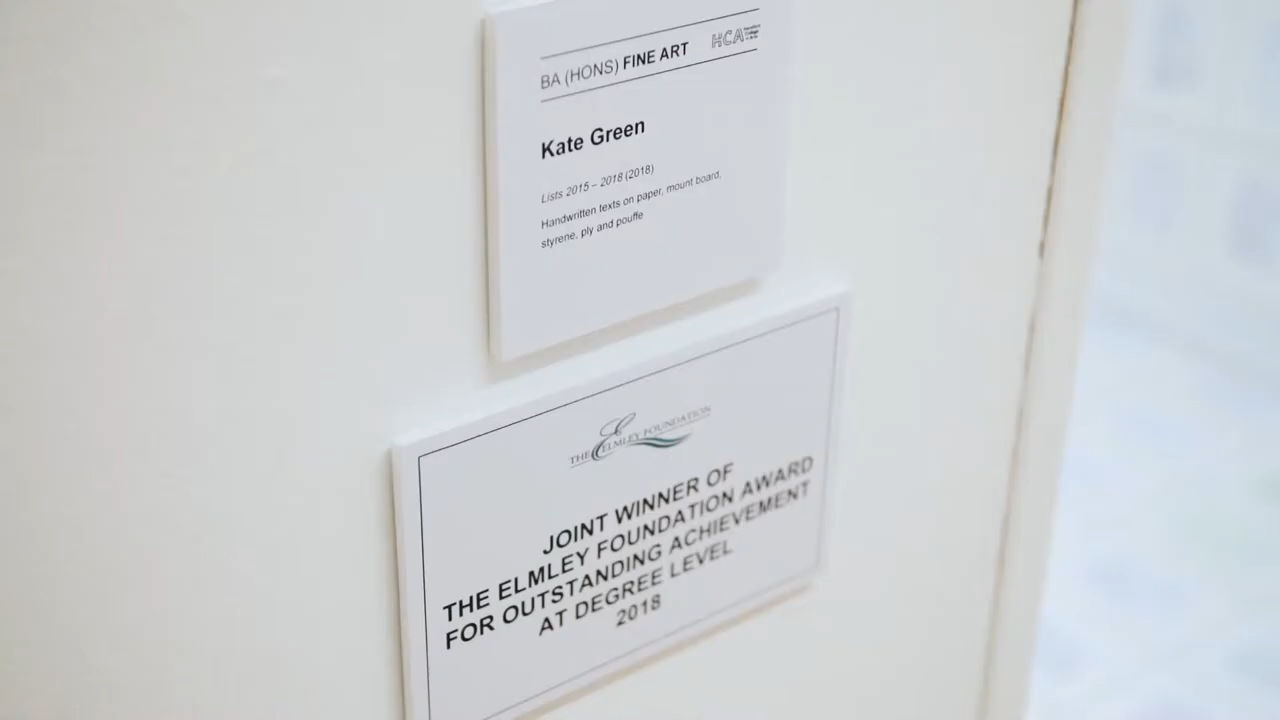 BA (HONS) FINE ART
HCA
Kate Green
Lists 2015 – 2018 (2018)
Handwritten texts on paper, mount board,
styrene, ply and pouffe
THE ELMLEY FOUNDATION
JOINT WINNER OF
THE ELMLEY FOUNDATION AWARD
FOR OUTSTANDING ACHIEVEMENT
AT DEGREE LEVEL
2018